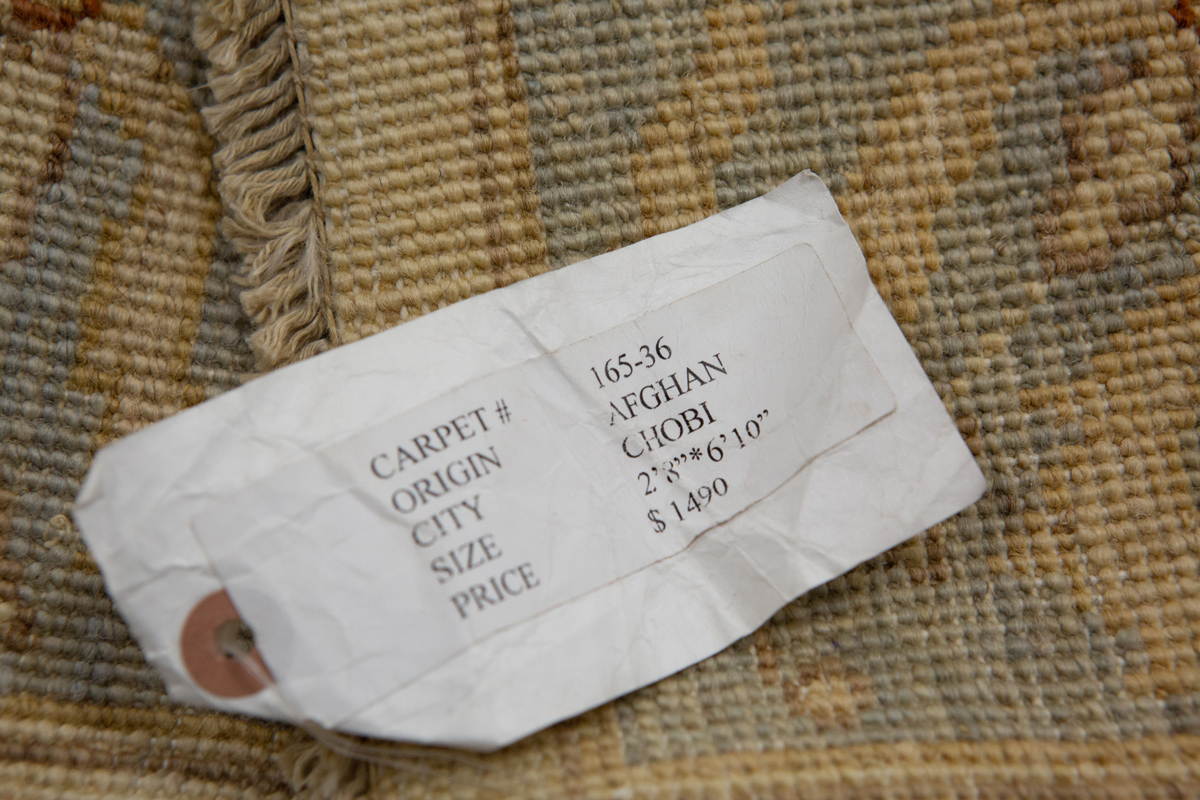 CARPET # 165-36
ORIGIN AFGHAN
CITY CHOBI
SIZE 2’8”*6’10”
PRICE $ 1490